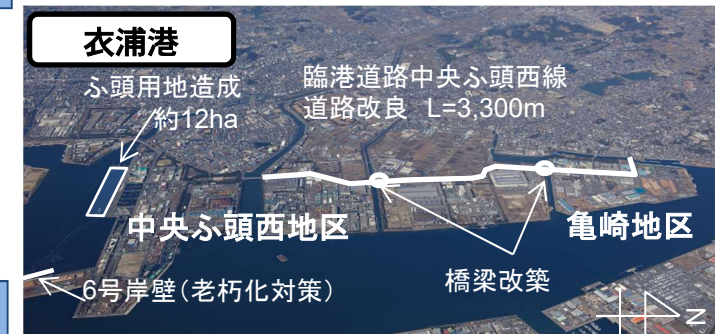 衣浦港
ふ頭用地造成
約12ha
臨港道路中央ふ頭西線
道路改良 L=3,300m
中央ふ頭西地区
亀崎地区
橋梁改築
6号岸壁(老朽化対策)
N